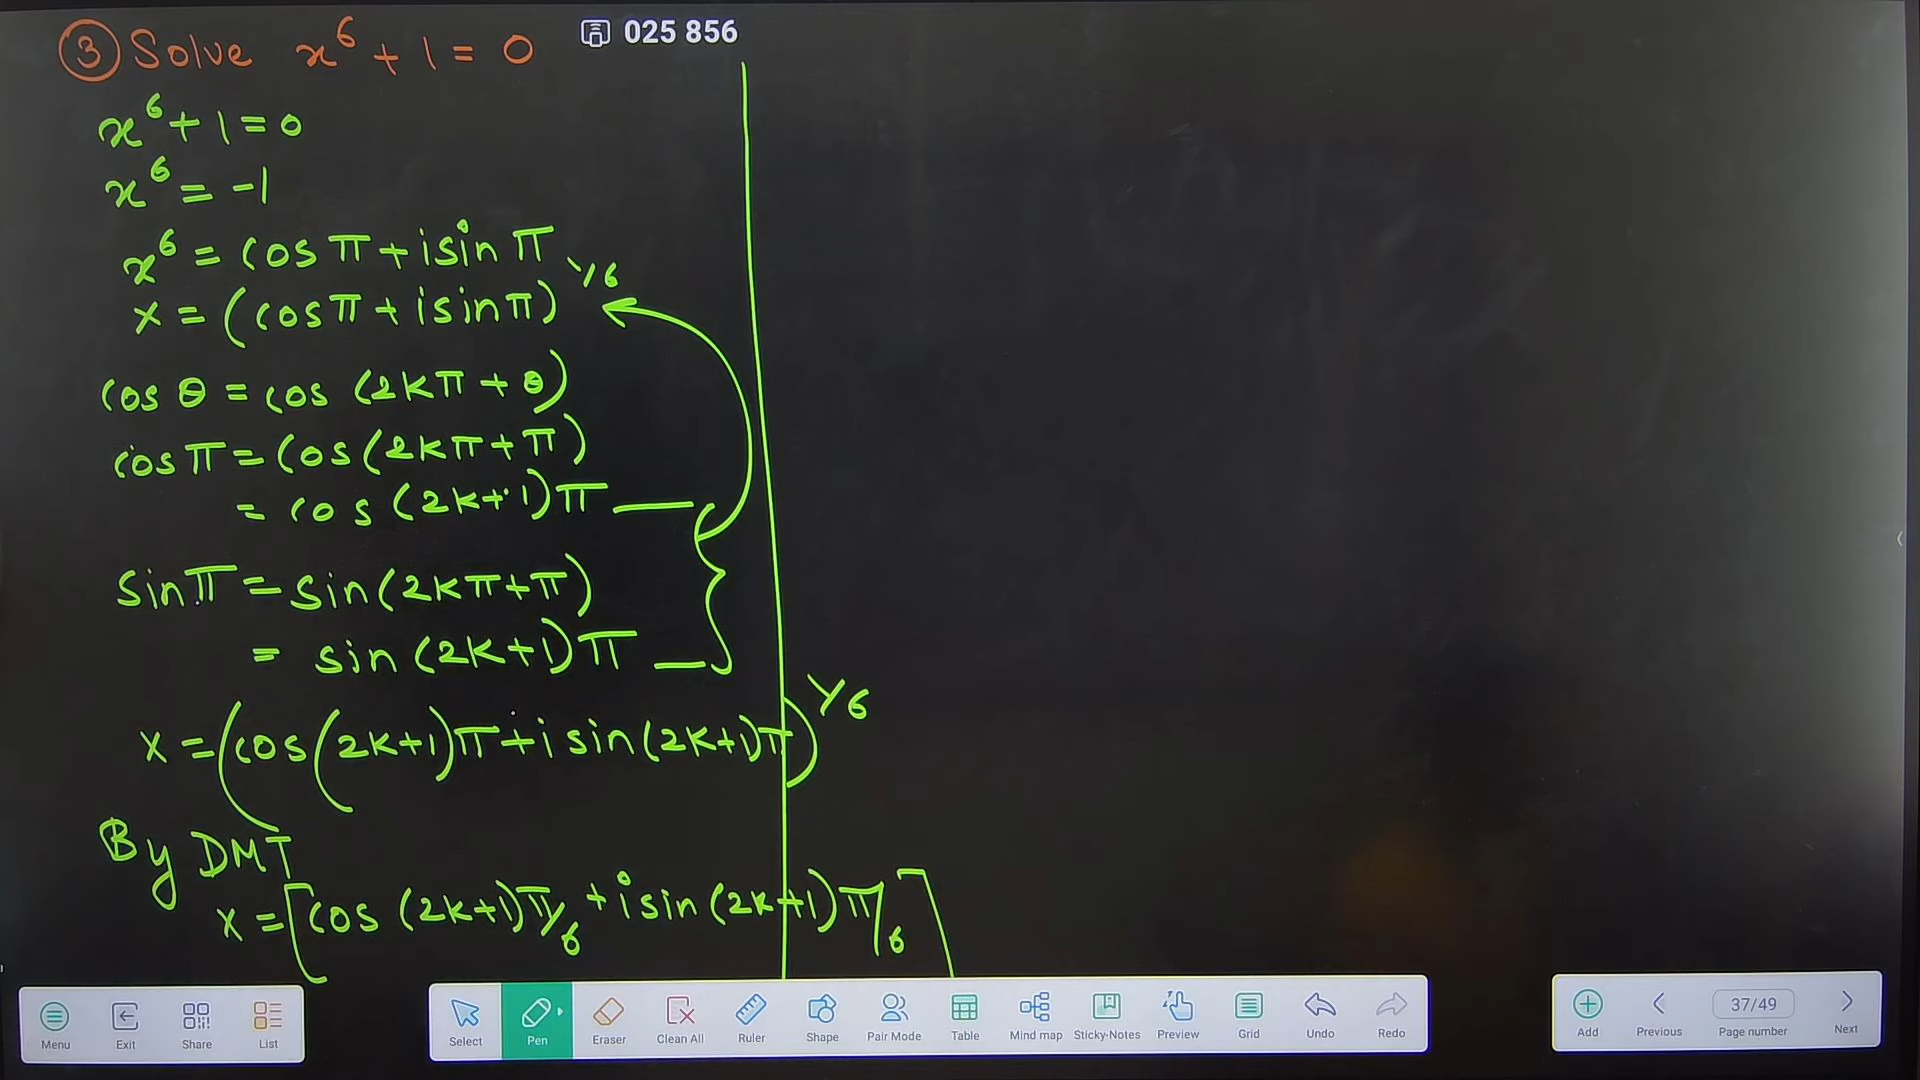 ③ Solve x⁶ + 1 = 0
025 856
x⁶ + 1 = 0
x⁶ = -1
x⁶ = cos π + i sin π
x = (cos π + i sin π)^1/6
cos θ = cos (2kπ + θ)
cos π = cos (2kπ + π)
= cos (2k+1)π
sin π = sin (2kπ + π)
= sin (2k+1)π
x = (cos (2k+1)π + i sin (2k+1)π)^1/6
By DMT
x = [cos (2k+1)π/6 + i sin (2k+1)π/6]
Menu Exit Share List
Select Pen Eraser Clean All Ruler Shape Pair Mode Table Mind map Sticky-Notes Preview Grid Undo Redo
Add Previous 37/49 Page number Next